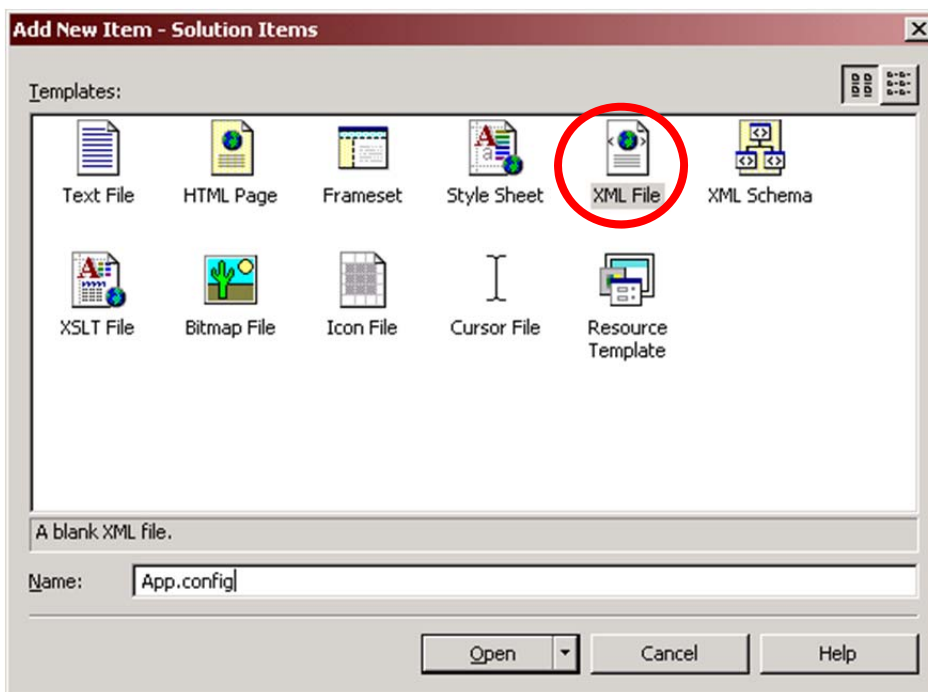 Add New Item - Solution Items
Templates:
Text File
HTML Page
Frameset
Style Sheet
XML File
XML Schema
XSLT File
Bitmap File
Icon File
Cursor File
Resource
Template
A blank XML file.
Name:
App.config
Open
Cancel
Help